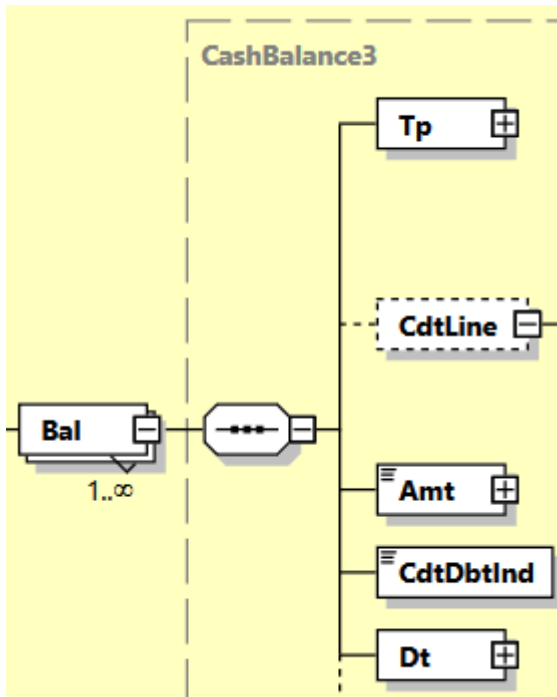 CashBalance3
Tp
CdtLine
Bal
1..∞
Amt
CdtDbtInd
Dt